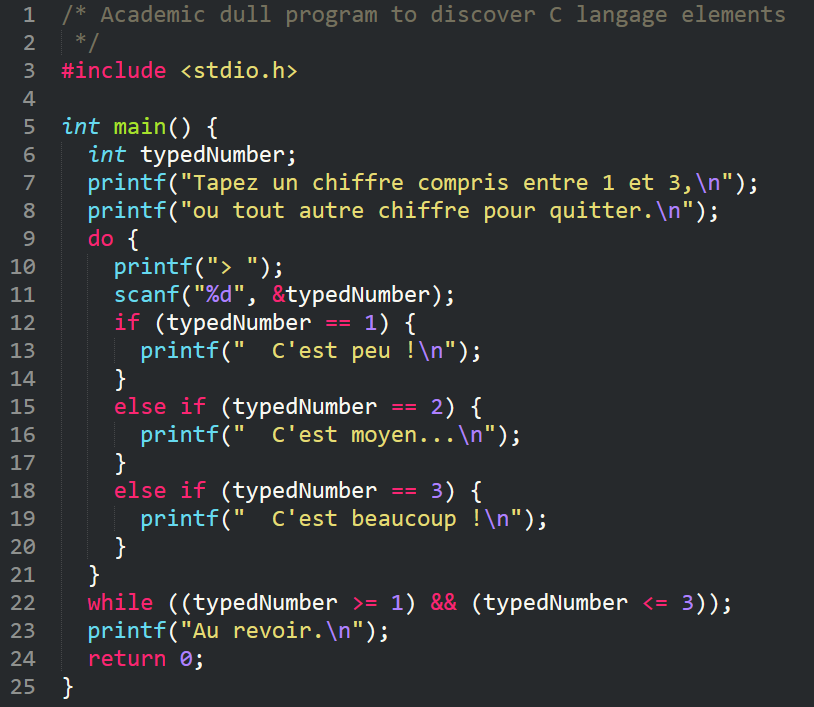 1 /* Academic dull program to discover C langage elements
2  */
3 #include <stdio.h>
4
5 int main() {
6   int typedNumber;
7   printf("Tapez un chiffre compris entre 1 et 3,\n");
8   printf("ou tout autre chiffre pour quitter.\n");
9   do {
10     printf("> ");
11     scanf("%d", &typedNumber);
12     if (typedNumber == 1) {
13       printf("  C'est peu !\n");
14     }
15     else if (typedNumber == 2) {
16       printf("  C'est moyen...\n");
17     }
18     else if (typedNumber == 3) {
19       printf("  C'est beaucoup !\n");
20     }
21   }
22   while ((typedNumber >= 1) && (typedNumber <= 3));
23   printf("Au revoir.\n");
24   return 0;
25 }